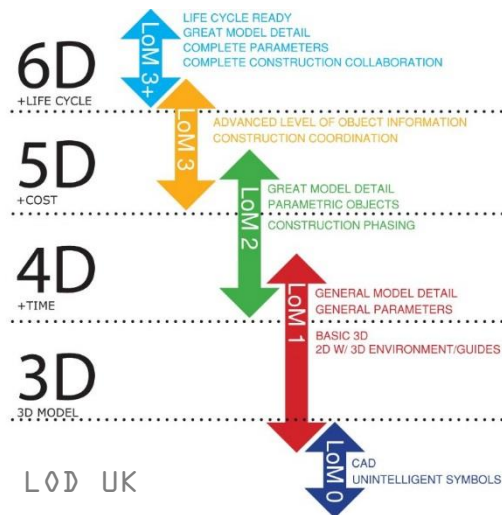 LIFE CYCLE READY
GREAT MODEL DETAIL
COMPLETE PARAMETERS
COMPLETE CONSTRUCTION COLLABORATION
LoM 3+
6D
+LIFE CYCLE
ADVANCED LEVEL OF OBJECT INFORMATION
CONSTRUCTION COORDINATION
LoM 3
5D
+COST
GREAT MODEL DETAIL
PARAMETRIC OBJECTS
CONSTRUCTION PHASING
LoM 2
4D
+TIME
GENERAL MODEL DETAIL
GENERAL PARAMETERS
LoM 1
BASIC 3D
2D W/ 3D ENVIRONMENT/GUIDES
3D
3D MODEL
CAD
UNINTELLIGENT SYMBOLS
LoM 0
LOD UK